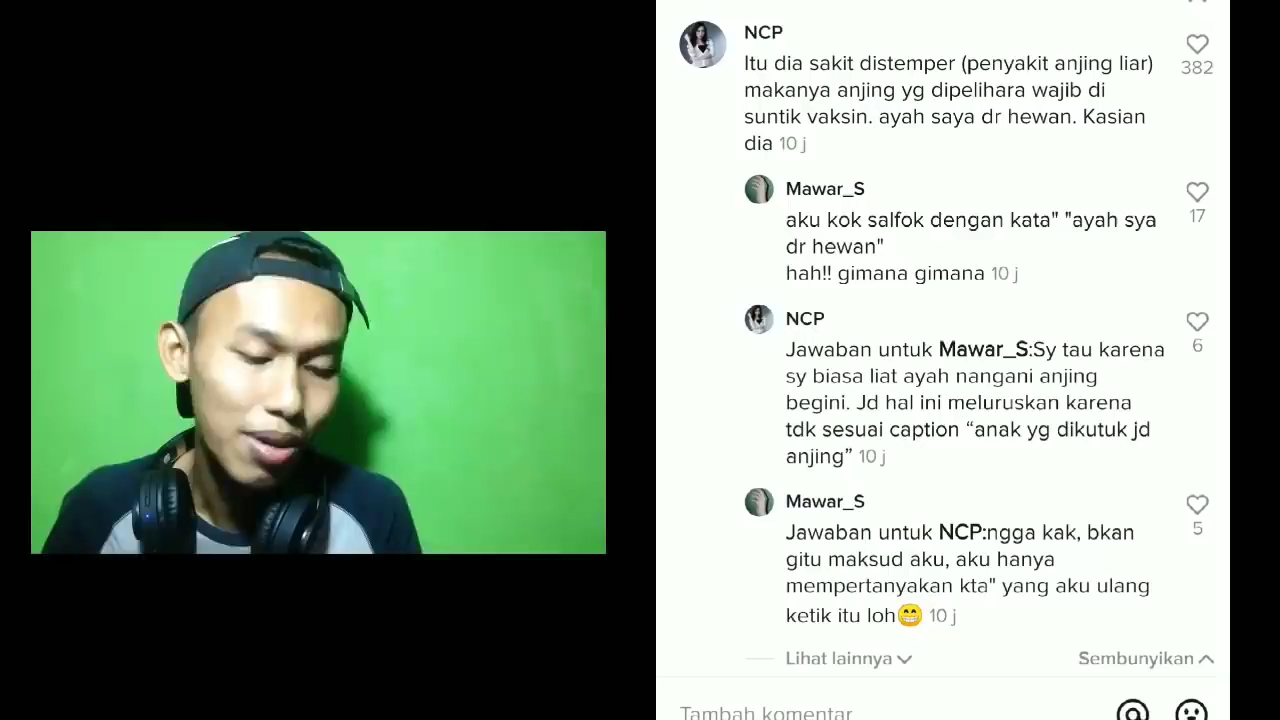 NCP
Itu dia sakit distemper (penyakit anjing liar)
makanya anjing yg dipelihara wajib di
suntik vaksin. ayah saya dr hewan. Kasian
dia 10 j
382
Mawar_S
aku kok salfok dengan kata" "ayah sya
dr hewan"
hah!! gimana gimana 10 j
17
NCP
Jawaban untuk Mawar_S:Sy tau karena
sy biasa liat ayah nangani anjing
begini. Jd hal ini meluruskan karena
tdk sesuai caption “anak yg dikutuk jd
anjing” 10 j
6
Mawar_S
Jawaban untuk NCP:ngga kak, bkan
gitu maksud aku, aku hanya
mempertanyakan kta" yang aku ulang
ketik itu loh😁 10 j
5
Lihat lainnya
Sembunyikan
Tambah komentar
@